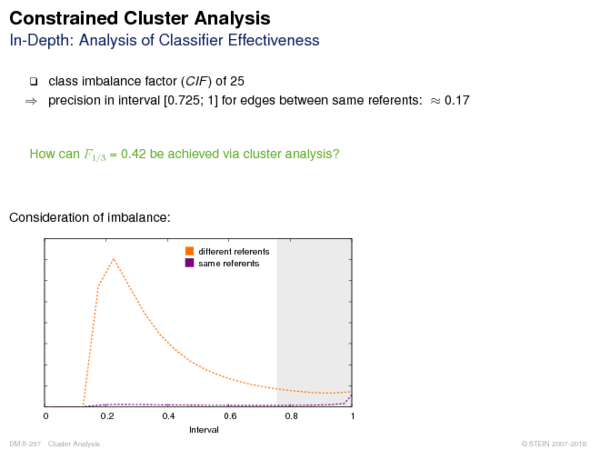 Constrained Cluster Analysis
In-Depth: Analysis of Classifier Effectiveness
❑ class imbalance factor (CIF) of 25
⇒ precision in interval [0.725; 1] for edges between same referents: ≈ 0.17
How can F1/3 = 0.42 be achieved via cluster analysis?
Consideration of imbalance:
different referents
same referents
0 0.2 0.4 0.6 0.8 1
Interval
DM:II-297 Cluster Analysis © STEIN 2007-2018